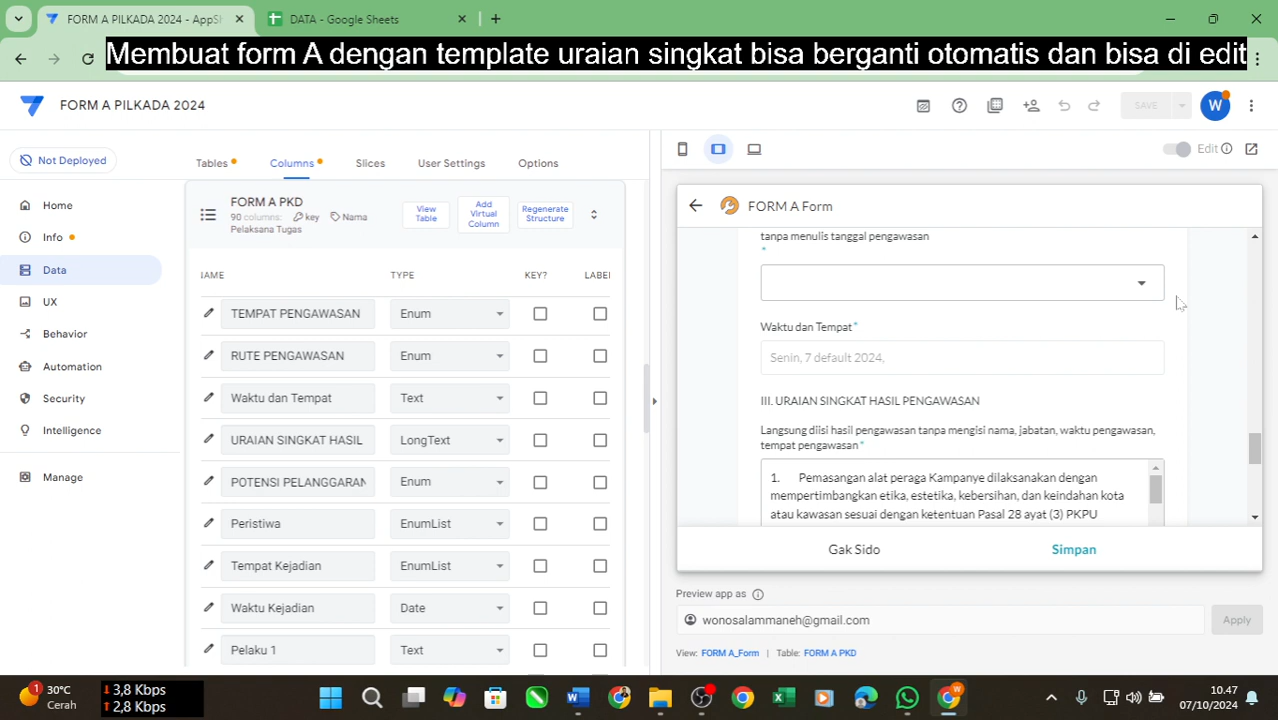 FORM A PILKADA 2024 - AppSh
DATA - Google Sheets
Membuat form A dengan template uraian singkat bisa berganti otomatis dan bisa di edit
FORM A PILKADA 2024
SAVE
W
Not Deployed
Tables
Columns
Slices
User Settings
Options
Edit
Home
Info
Data
UX
Behavior
Automation
Security
Intelligence
Manage
FORM A PKD
90 columns: key Nama
Pelaksana Tugas
View
Table
Add
Virtual
Column
Regenerate
Structure
NAME TYPE KEY? LABEL
TEMPAT PENGAWASAN Enum
RUTE PENGAWASAN Enum
Waktu dan Tempat Text
URAIAN SINGKAT HASIL LongText
POTENSI PELANGGARAN Enum
Peristiwa EnumList
Tempat Kejadian EnumList
Waktu Kejadian Date
Pelaku 1 Text
FORM A Form
tanpa menulis tanggal pengawasan
*
Waktu dan Tempat*
Senin, 7 default 2024,
III. URAIAN SINGKAT HASIL PENGAWASAN
Langsung diisi hasil pengawasan tanpa mengisi nama, jabatan, waktu pengawasan,
tempat pengawasan*
1. Pemasangan alat peraga Kampanye dilaksanakan dengan
mempertimbangkan etika, estetika, kebersihan, dan keindahan kota
atau kawasan sesuai dengan ketentuan Pasal 28 ayat (3) PKPU
Gak Sido
Simpan
Preview app as
wonosalammaneh@gmail.com
Apply
View: FORM A_Form | Table: FORM A PKD
1
30°C
Cerah
3,8 Kbps
2,8 Kbps
10.47
07/10/2024